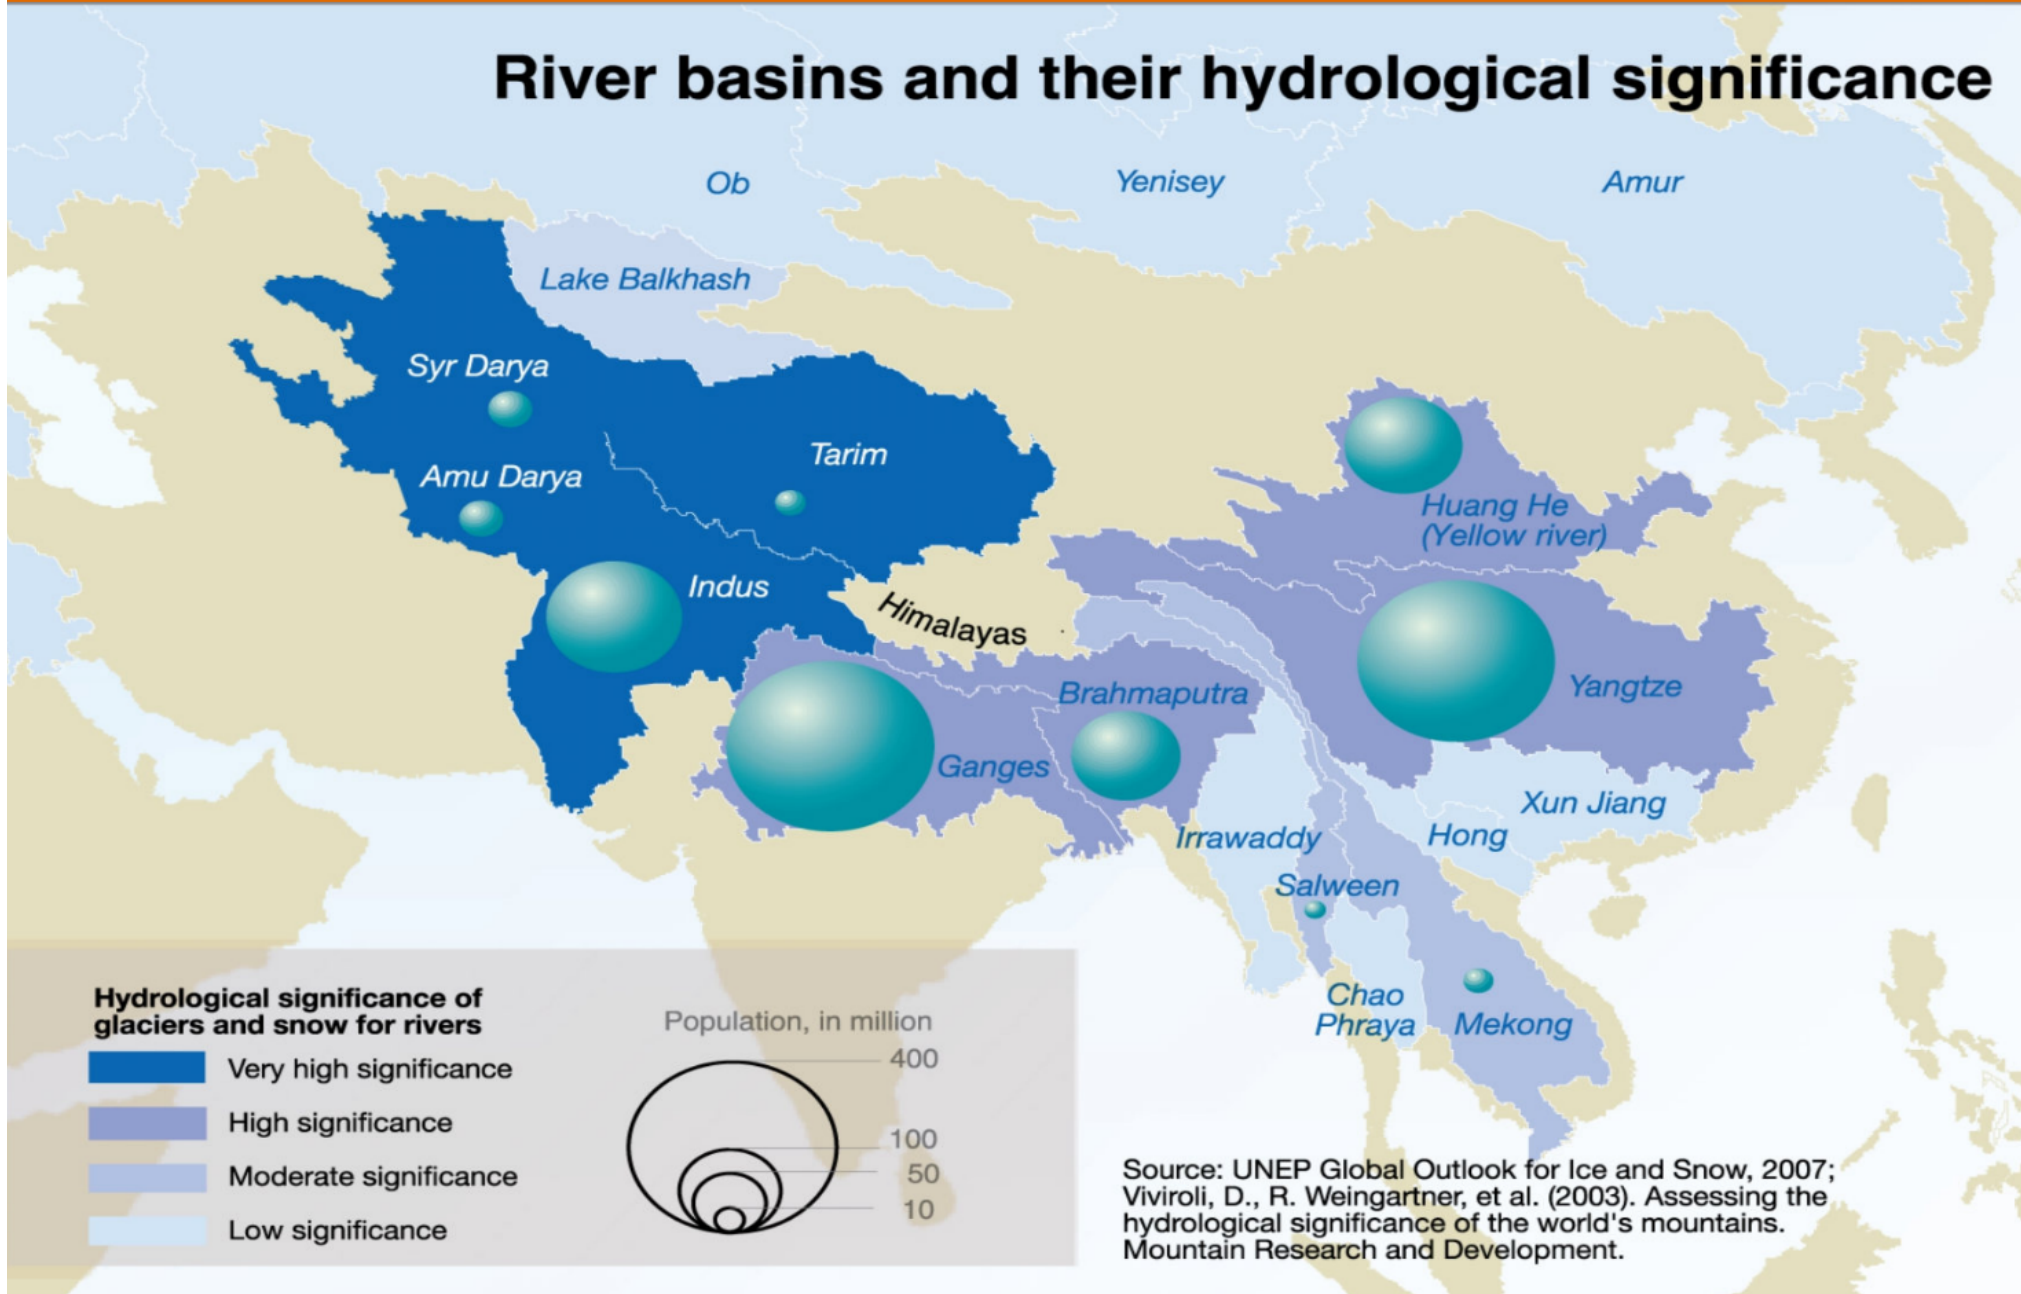 River basins and their hydrological significance
Ob
Yenisey
Amur
Lake Balkhash
Syr Darya
Tarim
Amu Darya
Huang He
(Yellow river)
Indus
Himalayas
Yangtze
Brahmaputra
Ganges
Xun Jiang
Hong
Irrawaddy
Salween
Chao
Phraya
Mekong
Hydrological significance of
glaciers and snow for rivers
Very high significance
High significance
Moderate significance
Low significance
Population, in million
400
100
50
10
Source: UNEP Global Outlook for Ice and Snow, 2007;
Viviroli, D., R. Weingartner, et al. (2003). Assessing the
hydrological significance of the world's mountains.
Mountain Research and Development.